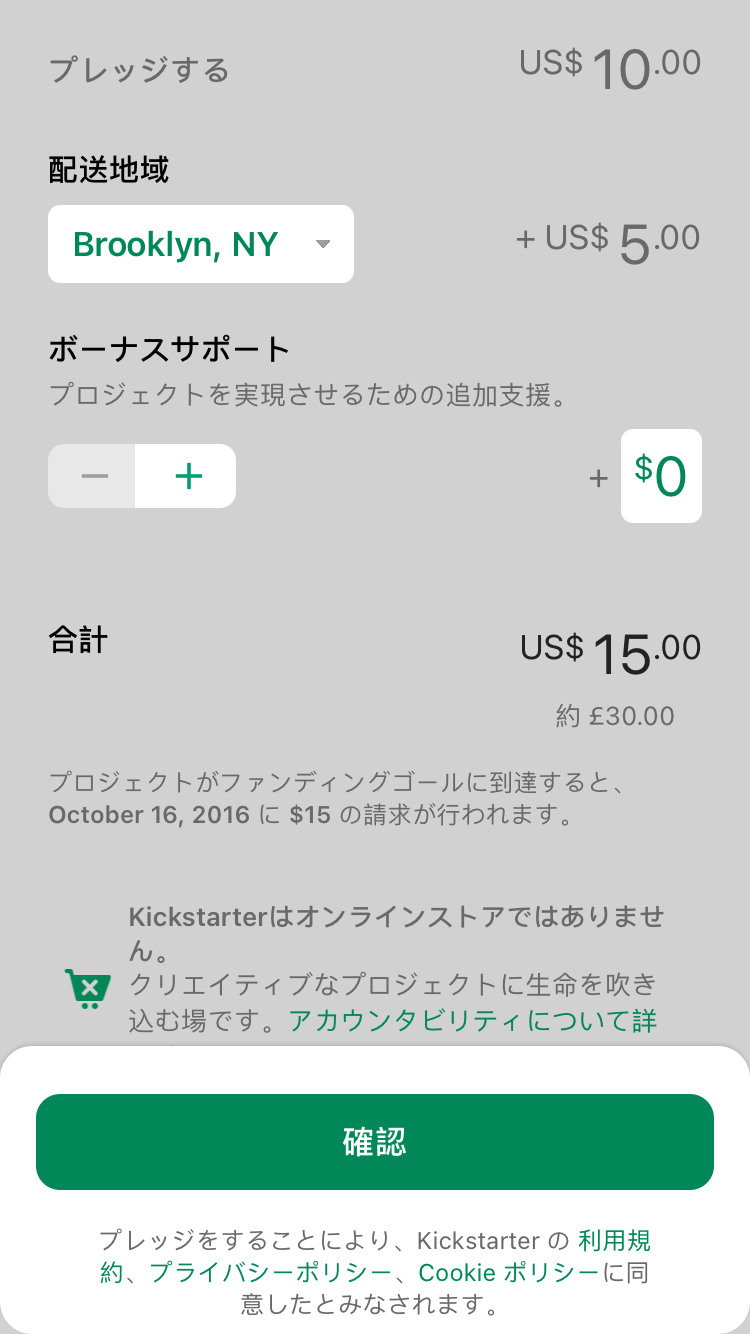 プレッジする US$ 10.00
配送地域
Brooklyn, NY + US$ 5.00
ボーナスサポート
プロジェクトを実現させるための追加支援。
− + + $0
合計 US$ 15.00
約 £30.00
プロジェクトがファンディングゴールに到達すると、
October 16, 2016 に $15 の請求が行われます。
Kickstarterはオンラインストアではありませ
ん。
クリエイティブなプロジェクトに生命を吹き
込む場です。アカウンタビリティについて詳
確認
プレッジをすることにより、Kickstarter の 利用規
約、プライバシーポリシー、Cookie ポリシーに同
意したとみなされます。